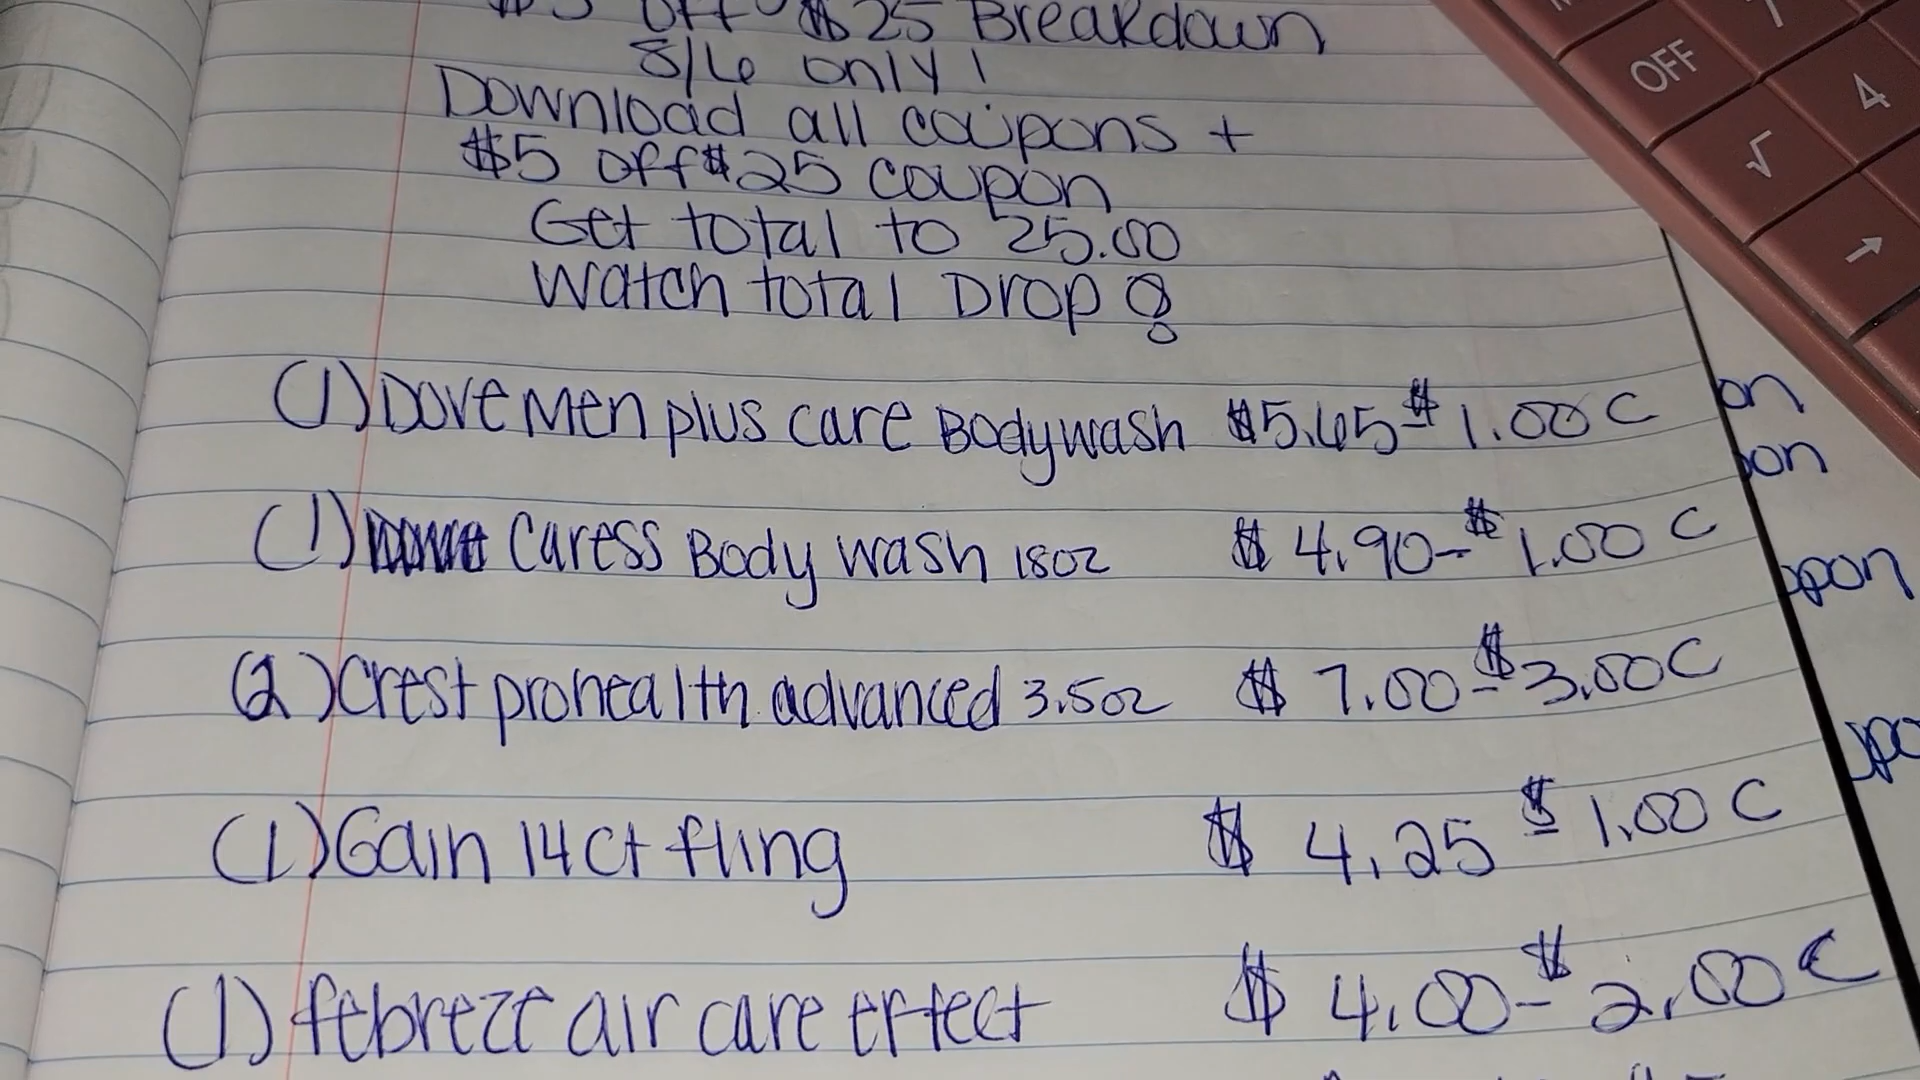 $5 off $25 Breakdown
8/6 only!
Download all coupons +
$5 off $25 coupon
Get total to 25.00
Watch total Drop!
(1) Dove Men plus care Bodywash $5.65-$1.00 C
(1) Caress Body wash 18oz $4.90-$1.00 C
(2) Crest prohealth advanced 3.5oz $7.00-$3.00 C
(1) Gain 14ct fling $4.25-$1.00 C
(1) febreze air care effect $4.00-$2.00 C
on
on
pon
OFF
√
4
→